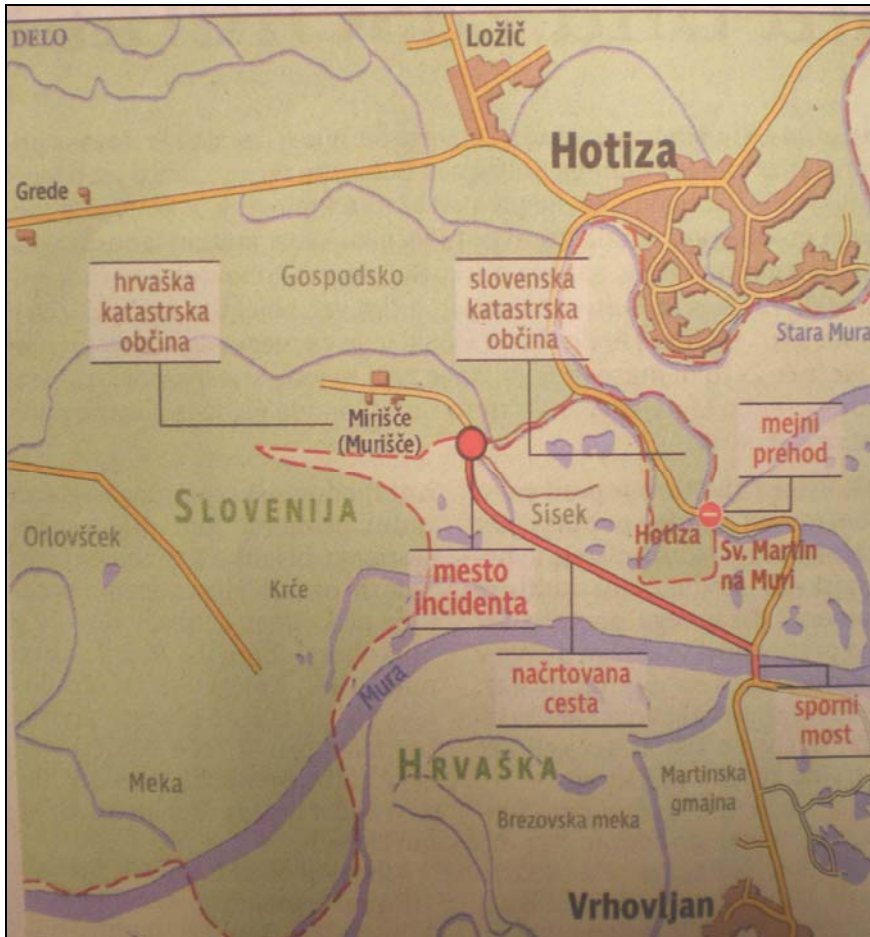 DELO
Ložič
Hotiza
Grede
hrvaška
katastrska
občina
Gospodsko
slovenska
katastrska
občina
Stara Mura
Mirišče
(Murišče)
mejni
prehod
SLOVENIJA
Orlovšček
Sisek
Hotiza
Sv. Martin
na Muri
Krče
mesto
incidenta
Mura
načrtovana
cesta
sporni
most
HRVAŠKA
Meka
Martinska
gmajna
Brezovska meka
Vrhovljan